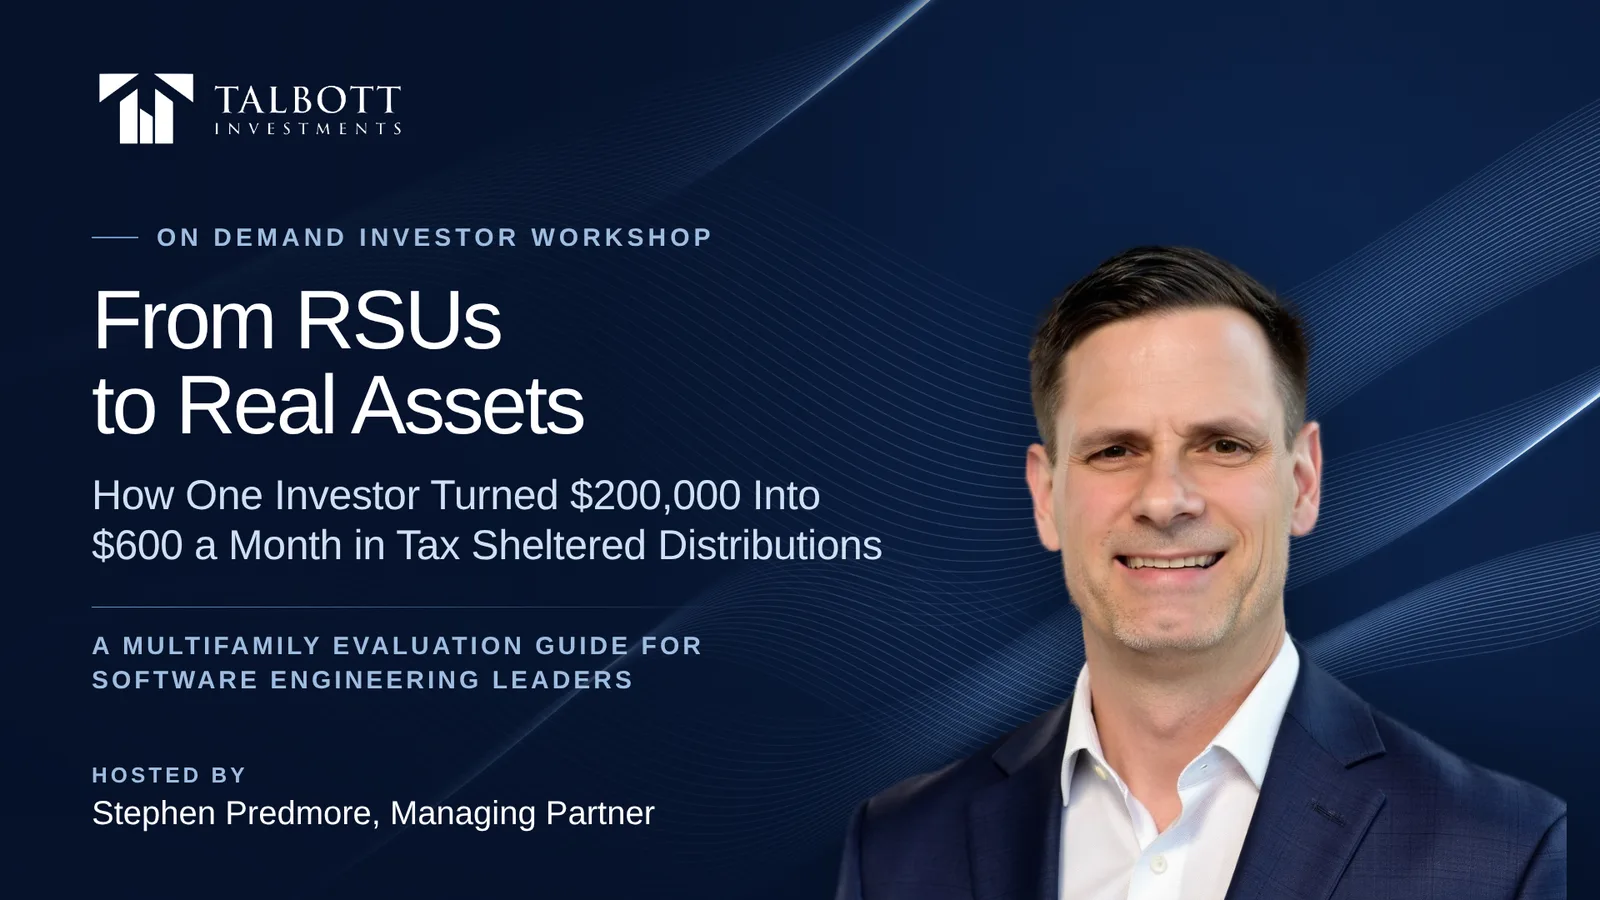 TALBOTT
INVESTMENTS
ON DEMAND INVESTOR WORKSHOP
From RSUs
to Real Assets
How One Investor Turned $200,000 Into
$600 a Month in Tax Sheltered Distributions
A MULTIFAMILY EVALUATION GUIDE FOR
SOFTWARE ENGINEERING LEADERS
HOSTED BY
Stephen Predmore, Managing Partner